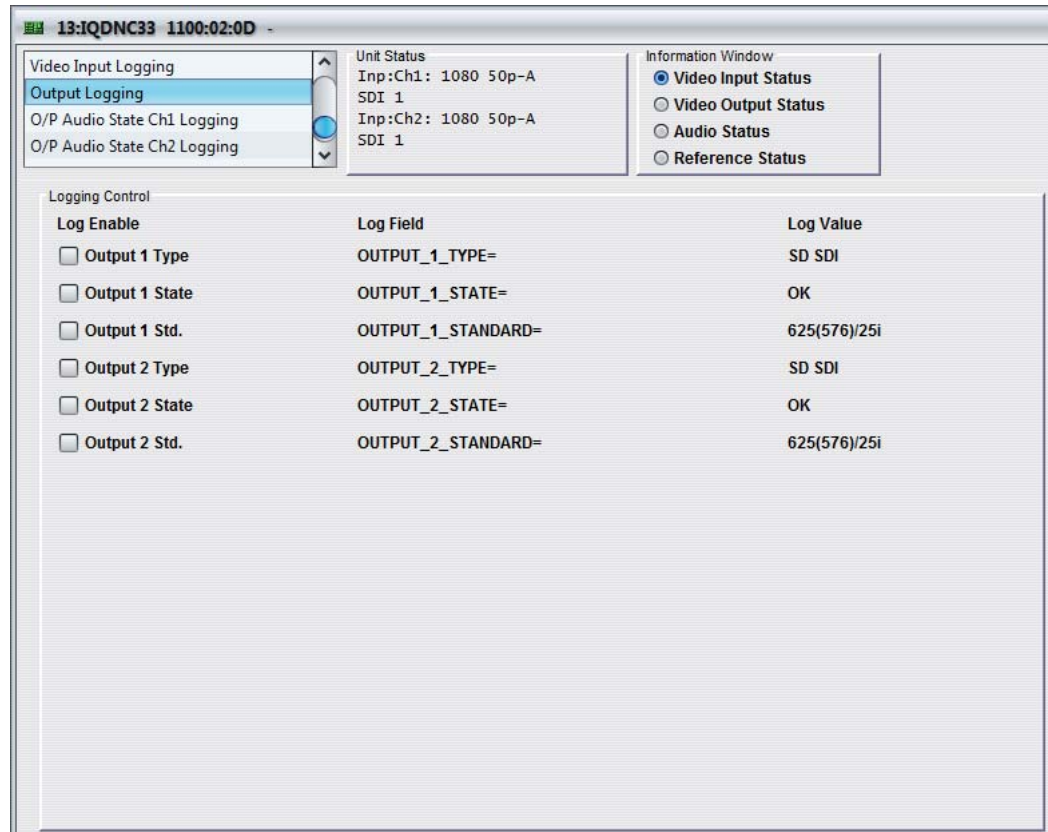 13:IQDNC33 1100:02:0D -
Video Input Logging
Output Logging
O/P Audio State Ch1 Logging
O/P Audio State Ch2 Logging
Unit Status
Inp:Ch1: 1080 50p-A
SDI 1
Inp:Ch2: 1080 50p-A
SDI 1
Information Window
Video Input Status
Video Output Status
Audio Status
Reference Status
Logging Control
Log Enable Log Field Log Value
Output 1 Type OUTPUT_1_TYPE= SD SDI
Output 1 State OUTPUT_1_STATE= OK
Output 1 Std. OUTPUT_1_STANDARD= 625(576)/25i
Output 2 Type OUTPUT_2_TYPE= SD SDI
Output 2 State OUTPUT_2_STATE= OK
Output 2 Std. OUTPUT_2_STANDARD= 625(576)/25i